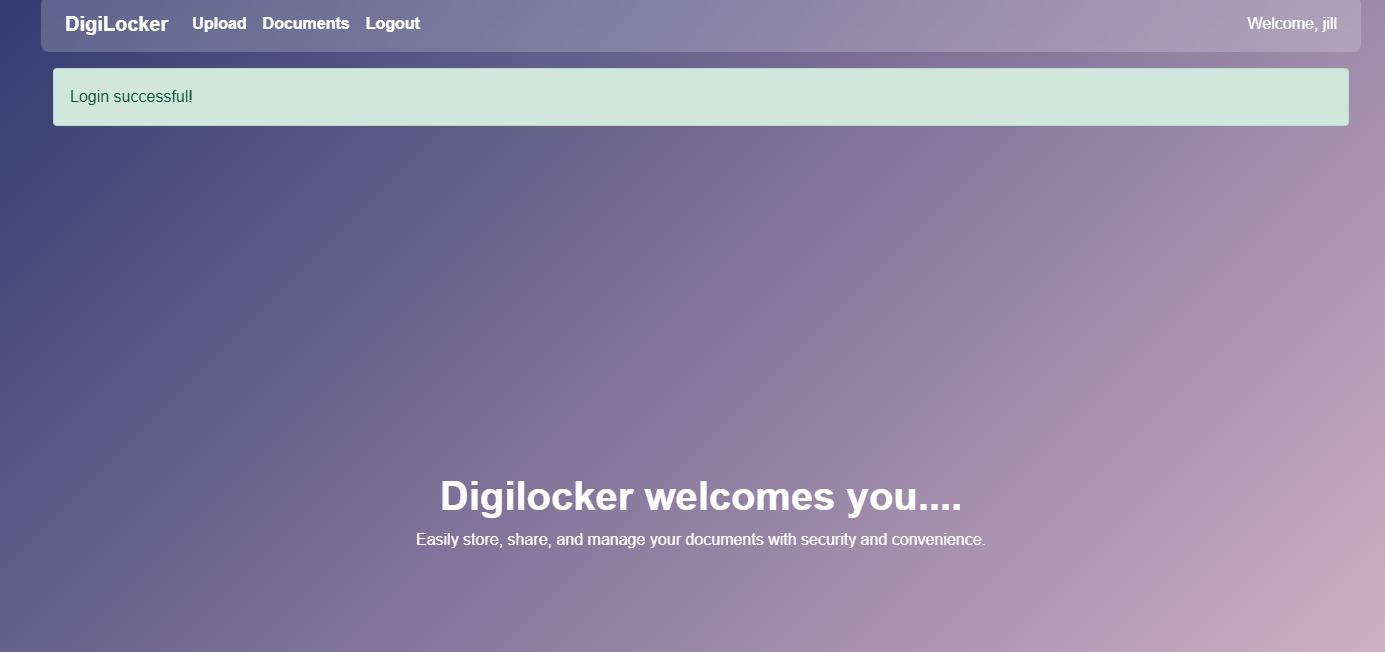 DigiLocker Upload Documents Logout Welcome, jill
Login successful!
Digilocker welcomes you....
Easily store, share, and manage your documents with security and convenience.